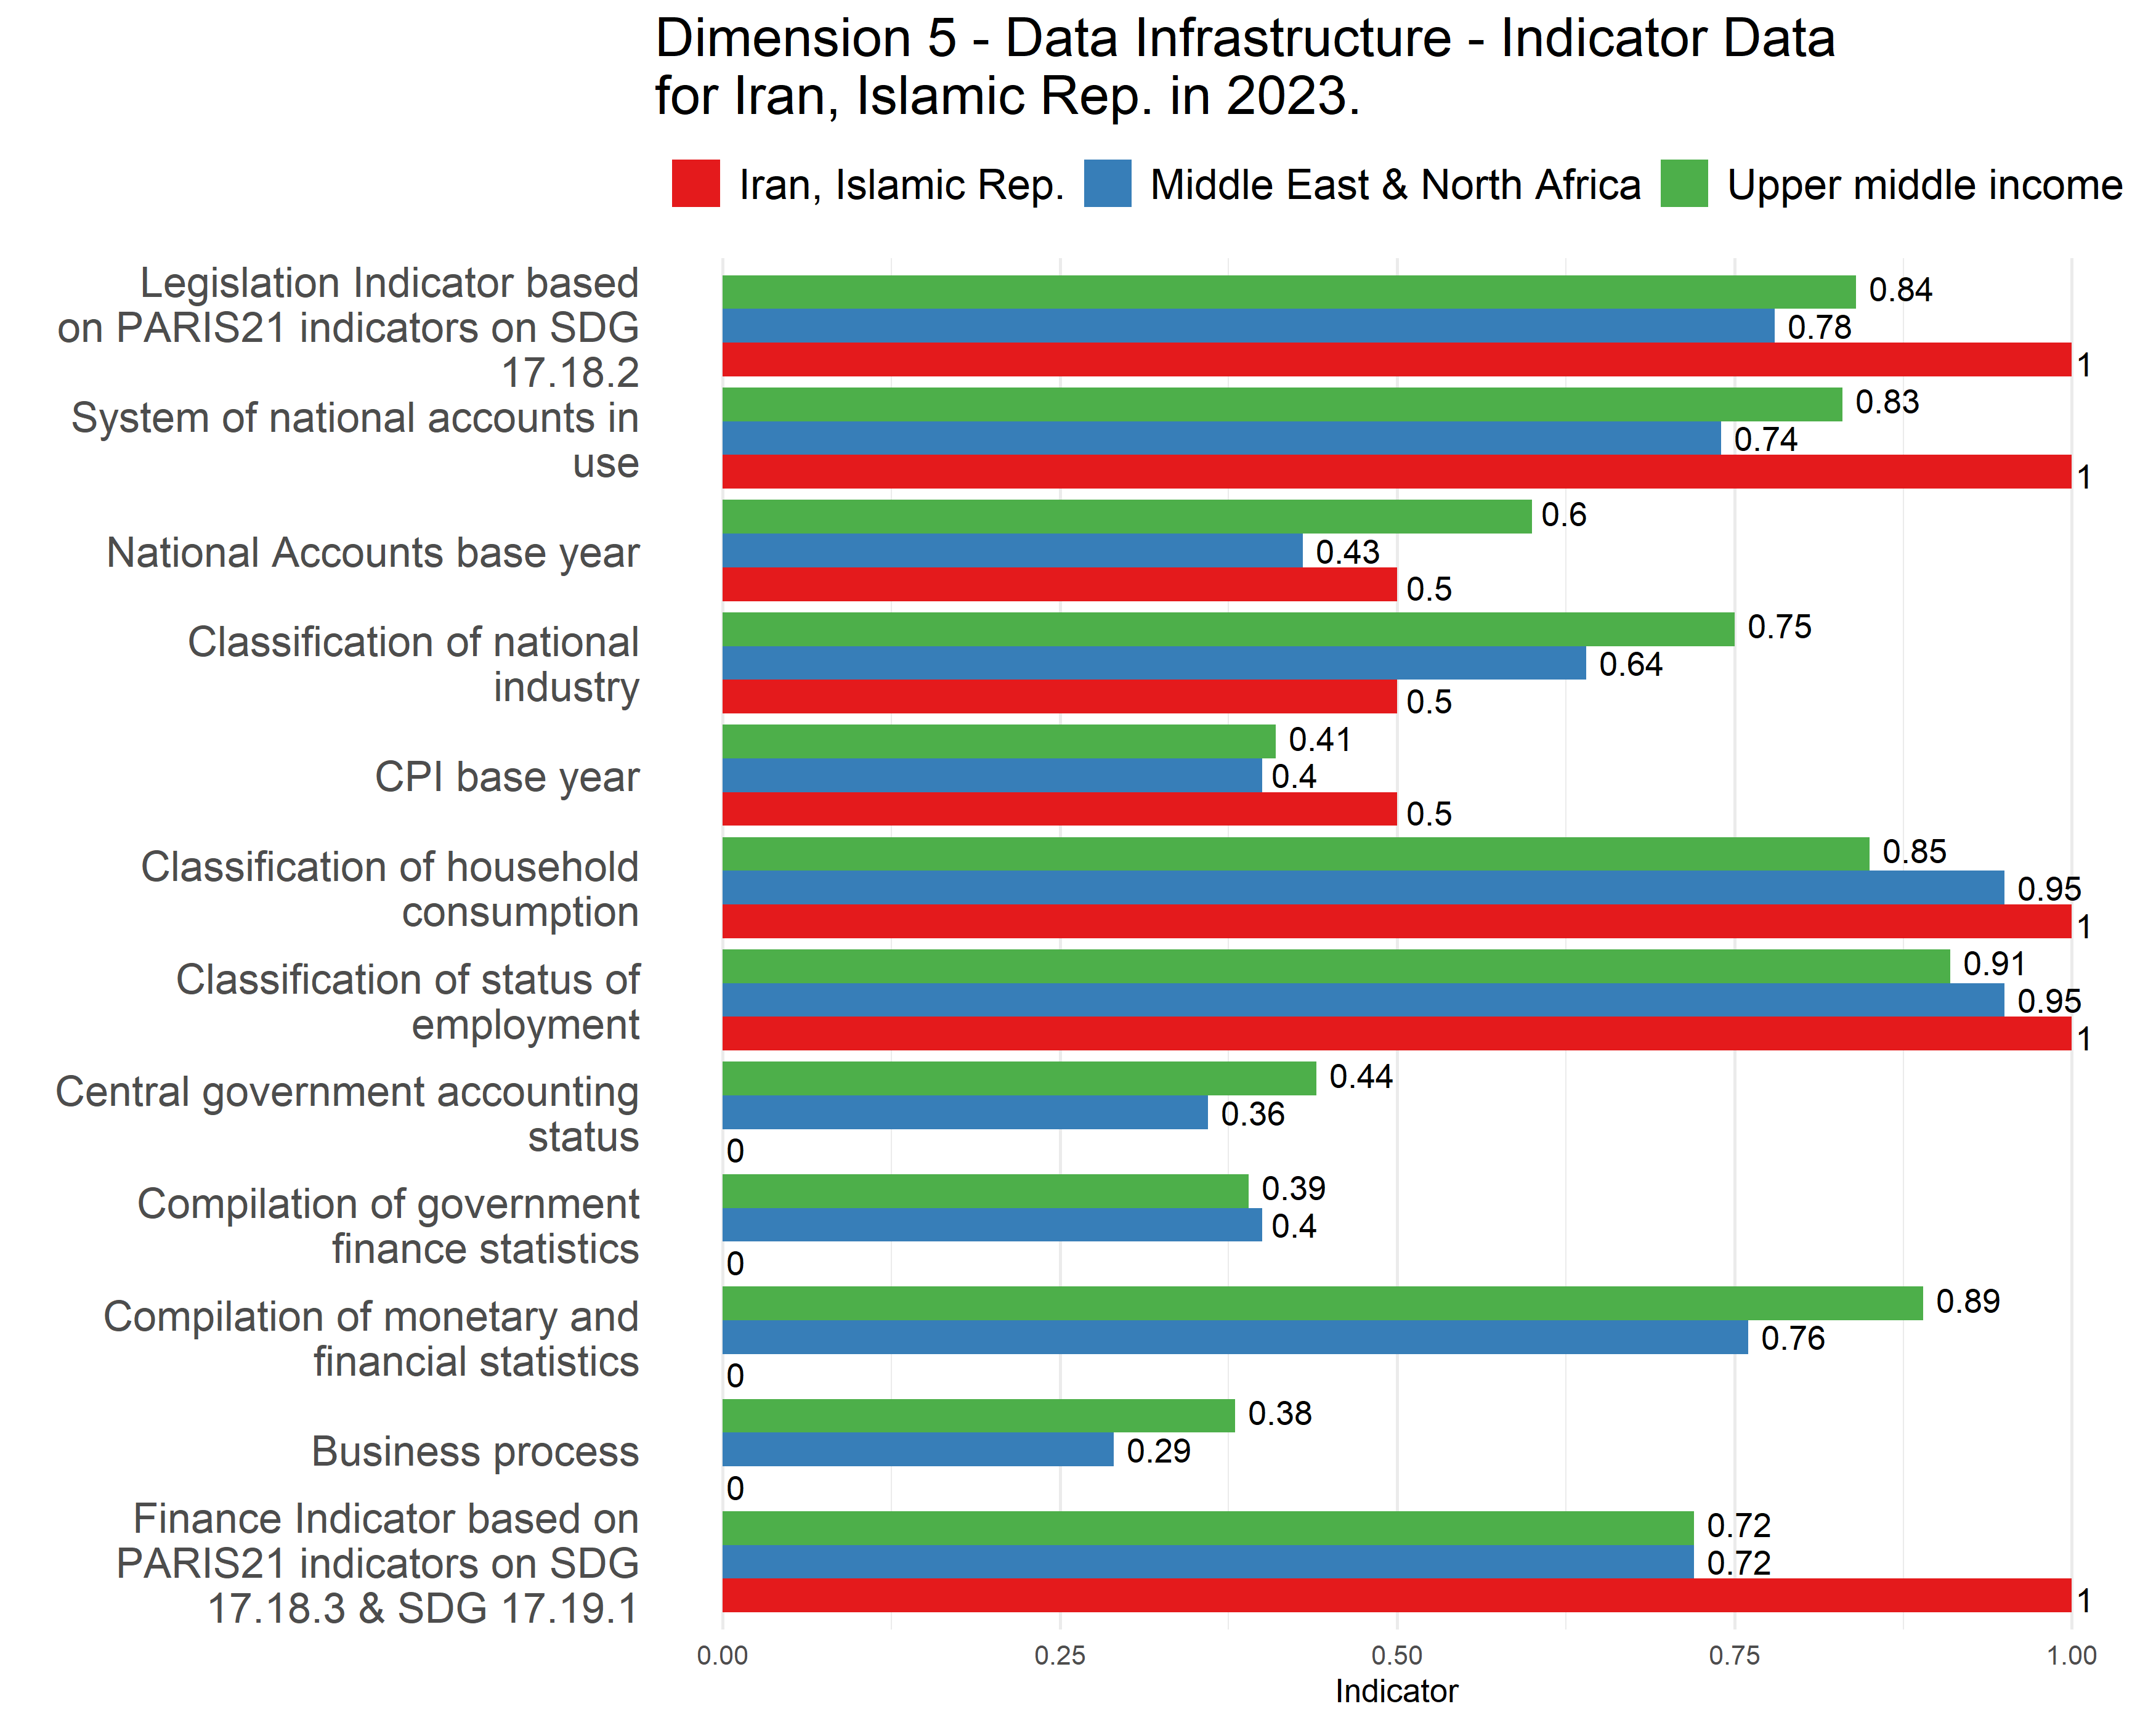 Dimension 5 - Data Infrastructure - Indicator Data
for Iran, Islamic Rep. in 2023.
Iran, Islamic Rep. Middle East & North Africa Upper middle income
Legislation Indicator based
on PARIS21 indicators on SDG
17.18.2
0.84
0.78
1
System of national accounts in
use
0.83
0.74
1
National Accounts base year
0.6
0.43
0.5
Classification of national
industry
0.75
0.64
0.5
CPI base year
0.41
0.4
0.5
Classification of household
consumption
0.85
0.95
1
Classification of status of
employment
0.91
0.95
1
Central government accounting
status
0.44
0.36
0
Compilation of government
finance statistics
0.39
0.4
0
Compilation of monetary and
financial statistics
0.89
0.76
0
Business process
0.38
0.29
0
Finance Indicator based on
PARIS21 indicators on SDG
17.18.3 & SDG 17.19.1
0.72
0.72
1
0.00 0.25 0.50 0.75 1.00
Indicator